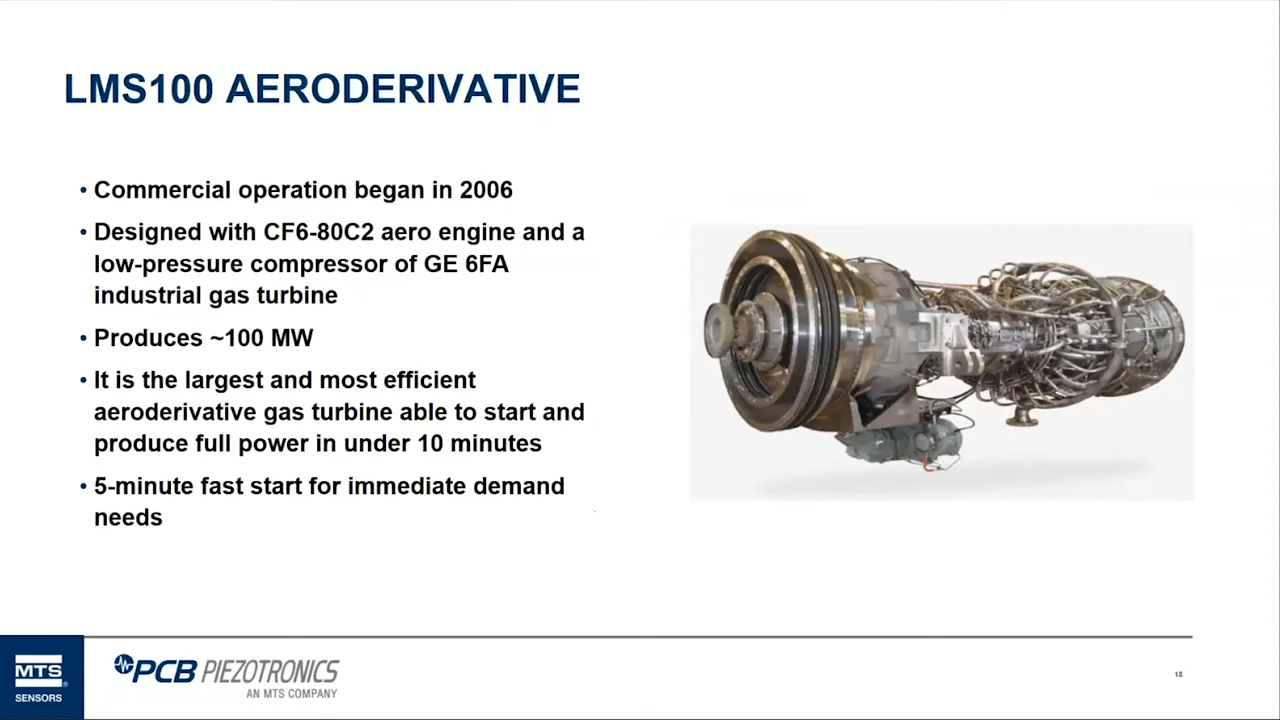 LMS100 AERODERIVATIVE
• Commercial operation began in 2006
• Designed with CF6-80C2 aero engine and a
low-pressure compressor of GE 6FA
industrial gas turbine
• Produces ~100 MW
• It is the largest and most efficient
aeroderivative gas turbine able to start and
produce full power in under 10 minutes
• 5-minute fast start for immediate demand
needs
MTS
SENSORS
PCB PIEZOTRONICS
AN MTS COMPANY
18